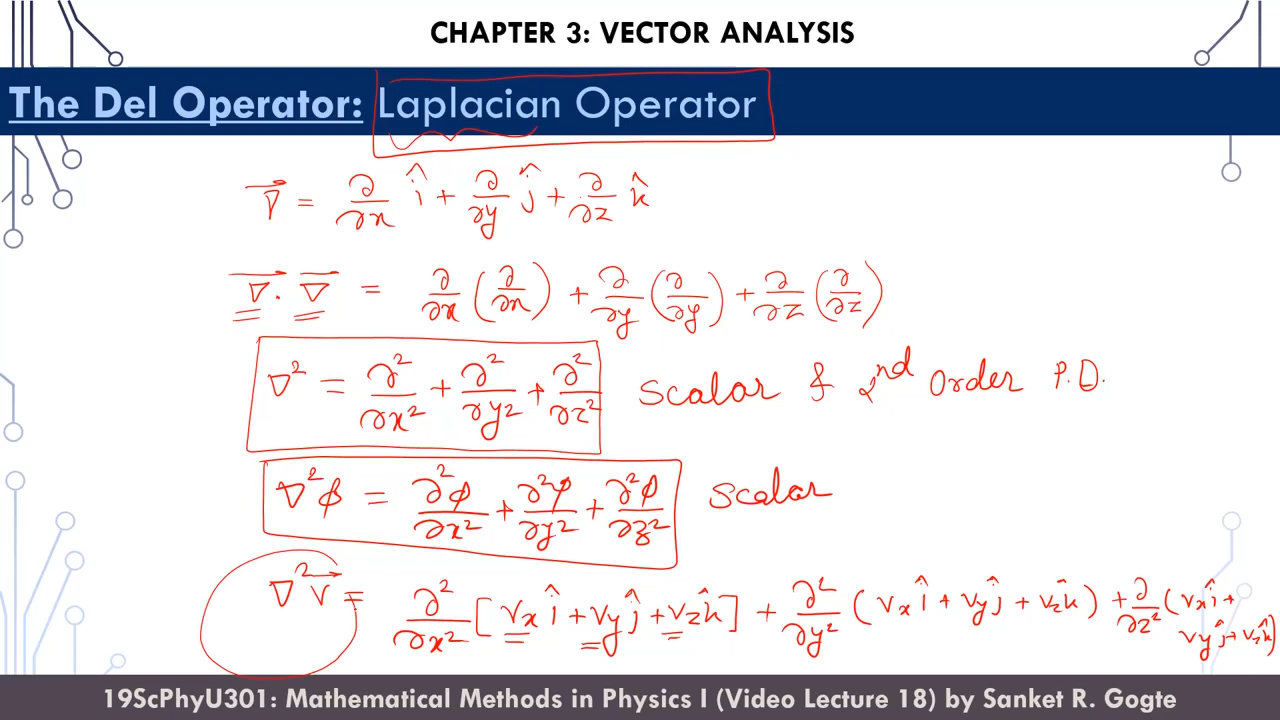 CHAPTER 3: VECTOR ANALYSIS
The Del Operator: Laplacian Operator
∇⃗ = ∂/∂x î + ∂/∂y ĵ + ∂/∂z k̂
∇⃗ . ∇⃗ = ∂/∂x (∂/∂x) + ∂/∂y (∂/∂y) + ∂/∂z (∂/∂z)
∇² = ∂²/∂x² + ∂²/∂y² + ∂²/∂z² Scalar & 2nd Order P.D.
∇²φ = ∂²φ/∂x² + ∂²φ/∂y² + ∂²φ/∂z² Scalar
∇²v⃗ = ∂²/∂x² [vx î + vy ĵ + vz k̂] + ∂²/∂y² (vx î + vy ĵ + vz k̂) + ∂/∂z² (vx î +
vy ĵ + vz k̂)
19ScPhyU301: Mathematical Methods in Physics I (Video Lecture 18) by Sanket R. Gogte